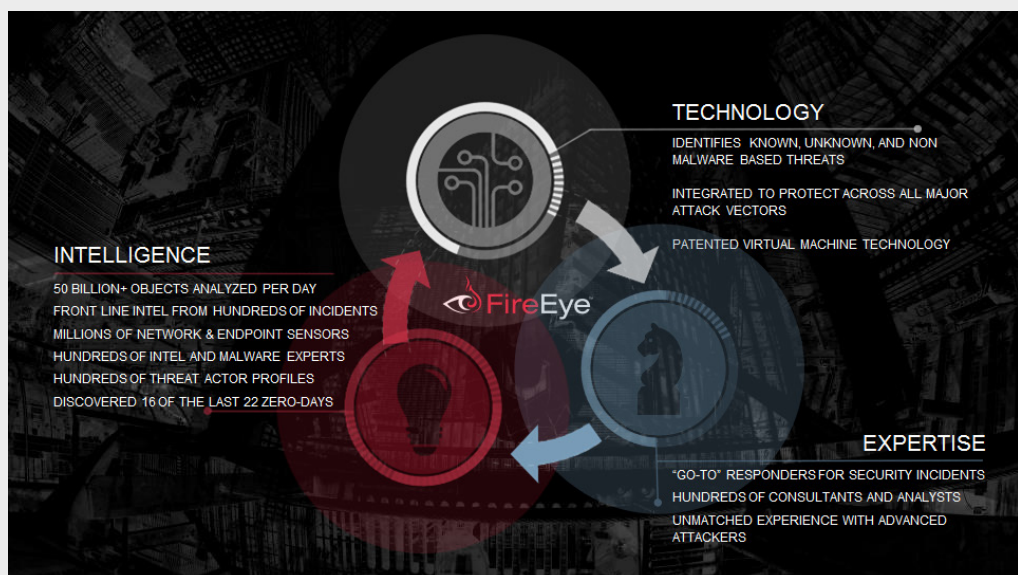 TECHNOLOGY
IDENTIFIES KNOWN, UNKNOWN, AND NON
MALWARE BASED THREATS
INTEGRATED TO PROTECT ACROSS ALL MAJOR
ATTACK VECTORS
PATENTED VIRTUAL MACHINE TECHNOLOGY
INTELLIGENCE
50 BILLION+ OBJECTS ANALYZED PER DAY
FRONT LINE INTEL FROM HUNDREDS OF INCIDENTS
MILLIONS OF NETWORK & ENDPOINT SENSORS
HUNDREDS OF INTEL AND MALWARE EXPERTS
HUNDREDS OF THREAT ACTOR PROFILES
DISCOVERED 16 OF THE LAST 22 ZERO-DAYS
FireEye
EXPERTISE
“GO-TO” RESPONDERS FOR SECURITY INCIDENTS
HUNDREDS OF CONSULTANTS AND ANALYSTS
UNMATCHED EXPERIENCE WITH ADVANCED
ATTACKERS